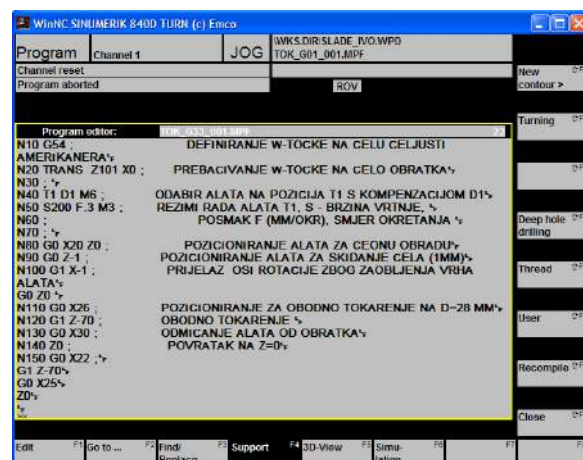 WinNC SINUMERIK 840D TURN (c) Emco
Program Channel 1 JOG \WKS.DIR\SLADE_IVO.WPD
TOK_G01_001.MPF
Channel reset
Program aborted ROV
New contour >
Turning
Deep hole drilling
Thread
User
Recompile
Close
Program editor: TOK_G33_001.MPF 23
N10 G54 ; DEFINIRANJE W-TOCKE NA CELU CELJUSTI
AMERIKANERA
N20 TRANS Z101 X0 ; PREBACIVANJE W-TOCKE NA CELO OBRATKA
N30 ;
N40 T1 D1 M6 ; ODABIR ALATA NA POZICIJA T1 S KOMPENZACIJOM D1
N50 S200 F.3 M3 ; REZIMI RADA ALATA T1, S - BRZINA VRTNJE,
N60 ; POSMAK F (MM/OKR), SMJER OKRETANJA
N70 ;
N80 G0 X20 Z0 ; POZICIONIRANJE ALATA ZA CEONU OBRADU
N90 G0 Z-1 ; POZICIONIRANJE ALATA ZA SKIDANJE CELA (1MM)
N100 G1 X-1 ; PRIJELAZ OSI ROTACIJE ZBOG ZAOBLJENJA VRHA
ALATA
G0 Z0
N110 G0 X26 ; POZICIONIRANJE ZA OBODNO TOKARENJE NA D=28 MM
N120 G1 Z-70 ; OBODNO TOKARENJE
N130 G0 X30 ; ODMICANJE ALATA OD OBRATKA
N140 Z0 ; POVRATAK NA Z=0
N150 G0 X22 ;
G1 Z-70
G0 X25
Z0
Edit F1 Go to ... F2 Find/ F3 Support F4 3D-View F5 Simu- F6 F7
Replace lation